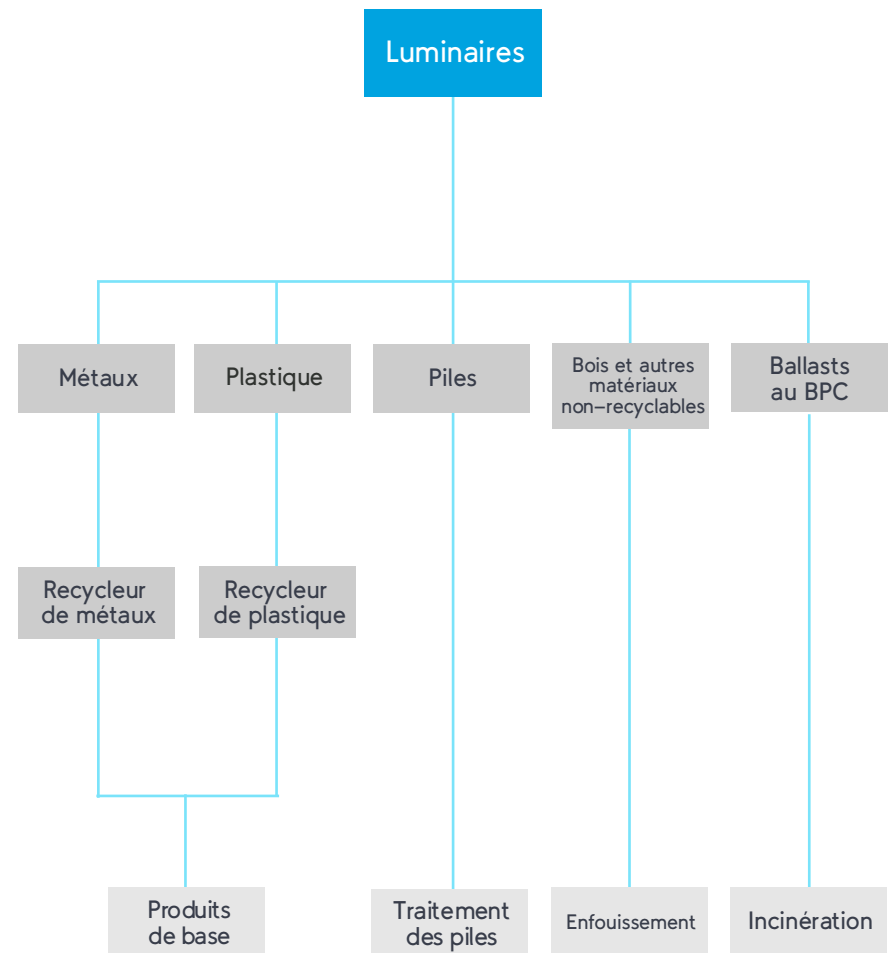 Luminaires
Métaux
Plastique
Piles
Bois et autres
matériaux
non-recyclables
Ballasts
au BPC
Recycleur
de métaux
Recycleur
de plastique
Produits
de base
Traitement
des piles
Enfouissement
Incinération